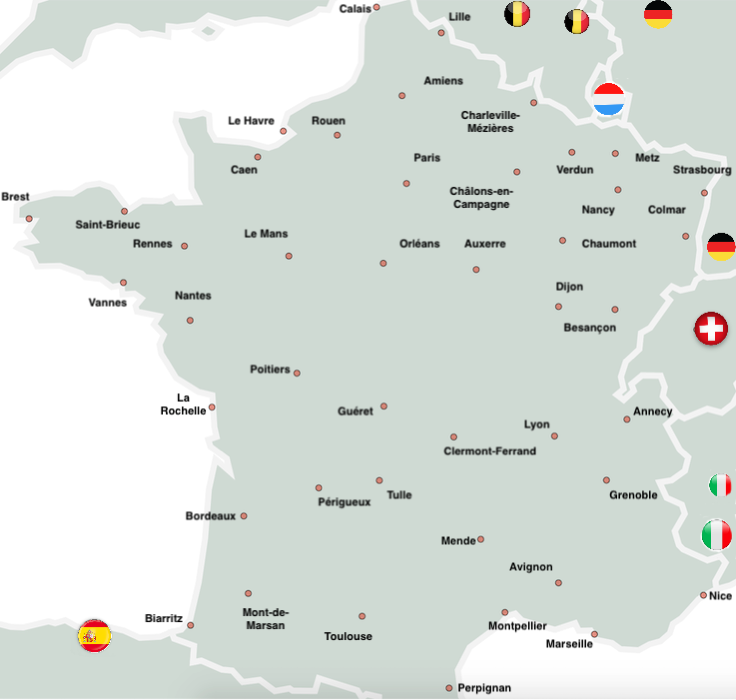 Calais
Lille
Amiens
Charleville-
Mézières
Le Havre
Rouen
Caen
Paris
Verdun
Metz
Strasbourg
Châlons-en-
Campagne
Brest
Saint-Brieuc
Nancy
Colmar
Rennes
Le Mans
Orléans
Auxerre
Chaumont
Vannes
Nantes
Dijon
Besançon
Poitiers
La
Rochelle
Guéret
Annecy
Lyon
Clermont-Ferrand
Périgueux
Tulle
Grenoble
Bordeaux
Mende
Avignon
Nice
Biarritz
Mont-de-
Marsan
Toulouse
Montpellier
Marseille
Perpignan